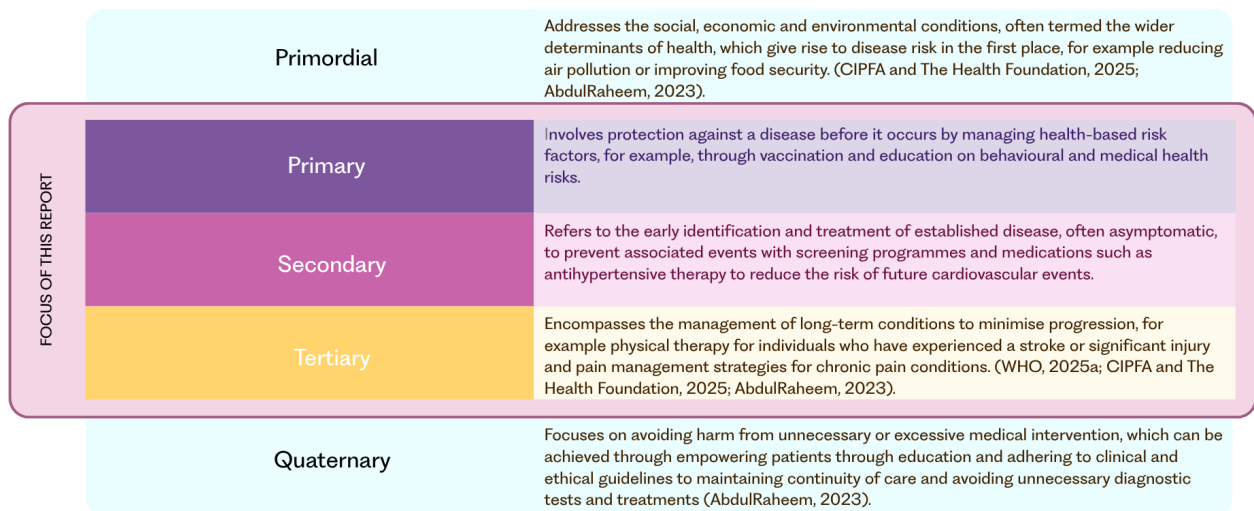 Primordial
Addresses the social, economic and environmental conditions, often termed the wider
determinants of health, which give rise to disease risk in the first place, for example reducing
air pollution or improving food security. (CIPFA and The Health Foundation, 2025;
AbdulRaheem, 2023).
FOCUS OF THIS REPORT
Primary
Involves protection against a disease before it occurs by managing health-based risk
factors, for example, through vaccination and education on behavioural and medical health
risks.
Secondary
Refers to the early identification and treatment of established disease, often asymptomatic,
to prevent associated events with screening programmes and medications such as
antihypertensive therapy to reduce the risk of future cardiovascular events.
Tertiary
Encompasses the management of long-term conditions to minimise progression, for
example physical therapy for individuals who have experienced a stroke or significant injury
and pain management strategies for chronic pain conditions. (WHO, 2025a; CIPFA and The
Health Foundation, 2025; AbdulRaheem, 2023).
Quaternary
Focuses on avoiding harm from unnecessary or excessive medical intervention, which can be
achieved through empowering patients through education and adhering to clinical and
ethical guidelines to maintaining continuity of care and avoiding unnecessary diagnostic
tests and treatments (AbdulRaheem, 2023).